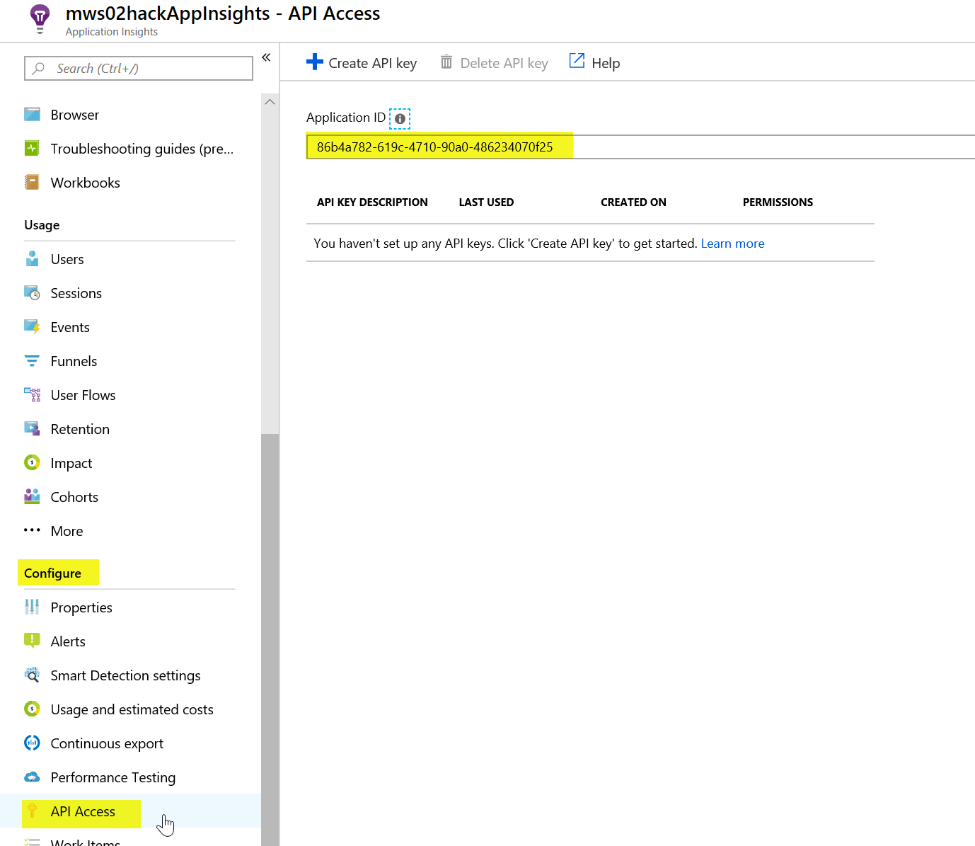 mws02hackAppInsights - API Access
Application Insights
Search (Ctrl+/)
«
Browser
Troubleshooting guides (pre...
Workbooks
Usage
Users
Sessions
Events
Funnels
User Flows
Retention
Impact
Cohorts
More
Configure
Properties
Alerts
Smart Detection settings
Usage and estimated costs
Continuous export
Performance Testing
API Access
Work Items
Create API key Delete API key Help
Application ID
86b4a782-619c-4710-90a0-486234070f25
API KEY DESCRIPTION LAST USED CREATED ON PERMISSIONS
You haven't set up any API keys. Click 'Create API key' to get started. Learn more